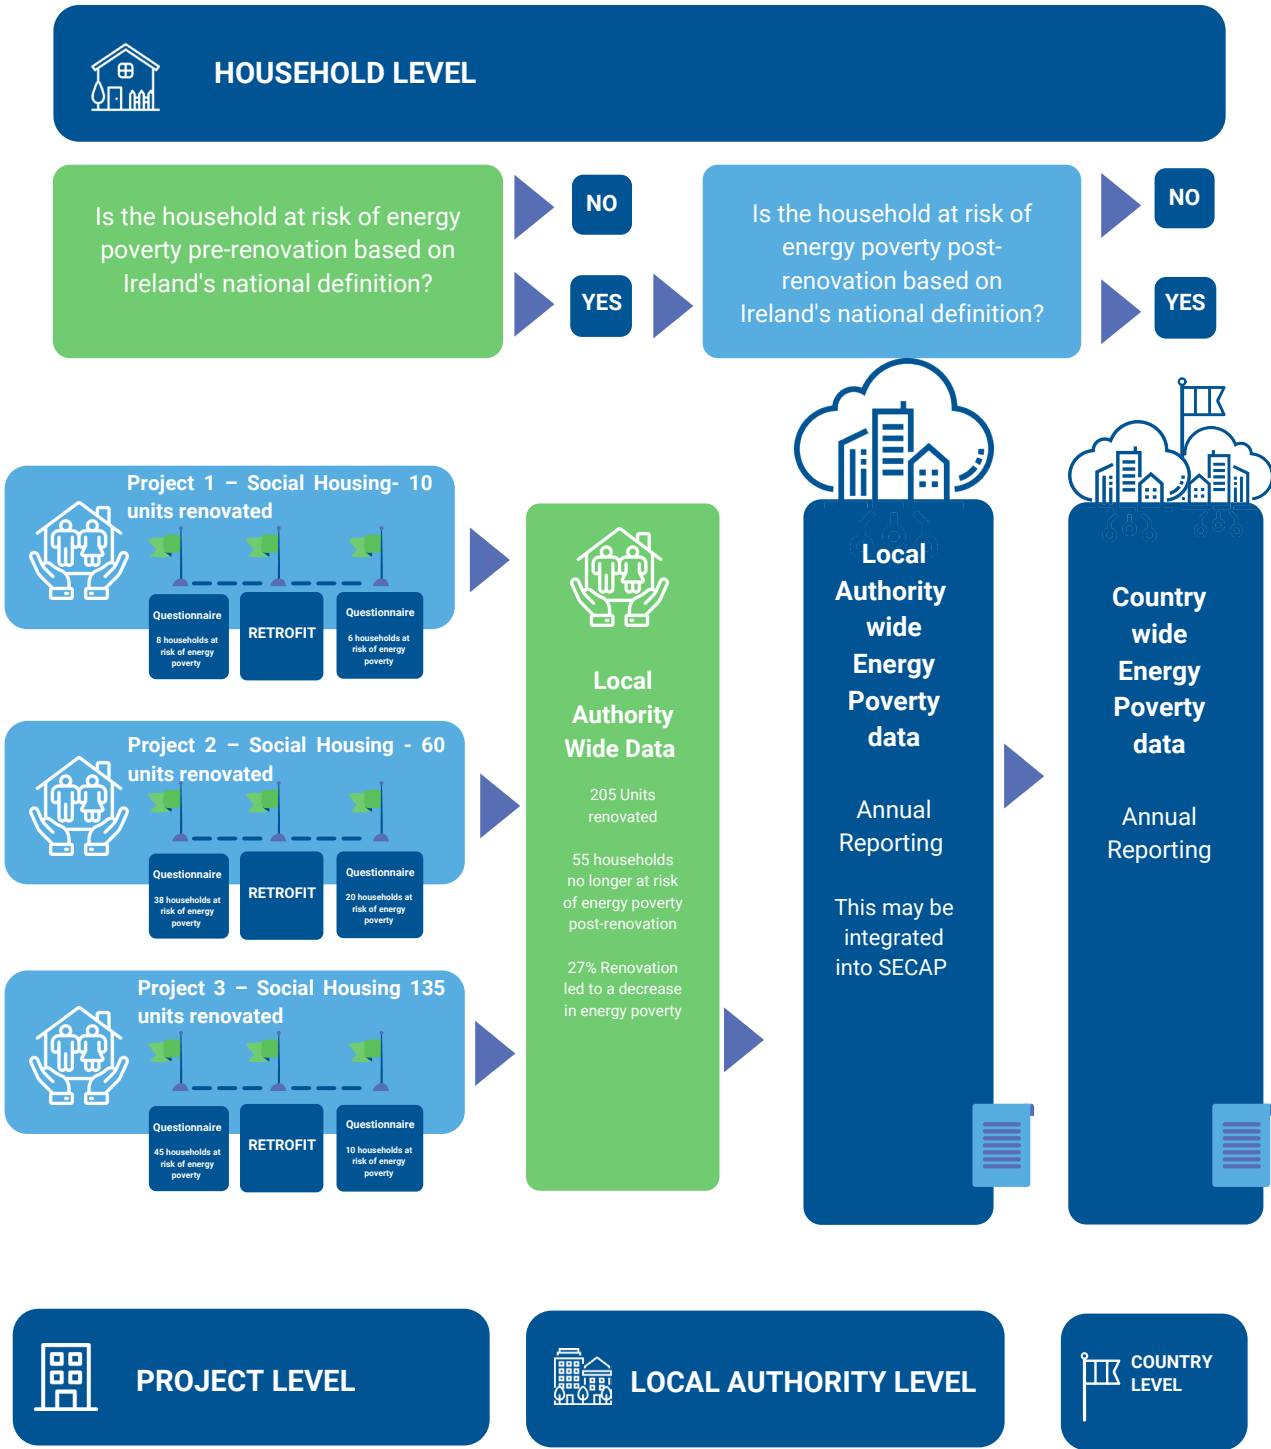 HOUSEHOLD LEVEL
Is the household at risk of energy
poverty pre-renovation based on
Ireland's national definition?
NO
YES
Is the household at risk of
energy poverty post-
renovation based on
Ireland's national definition?
NO
YES
Project 1 – Social Housing- 10
units renovated
Questionnaire
8 households at
risk of energy
poverty
RETROFIT
Questionnaire
6 households at
risk of energy
poverty
Project 2 – Social Housing - 60
units renovated
Questionnaire
38 households at
risk of energy
poverty
RETROFIT
Questionnaire
20 households at
risk of energy
poverty
Project 3 – Social Housing 135
units renovated
Questionnaire
45 households at
risk of energy
poverty
RETROFIT
Questionnaire
10 households at
risk of energy
poverty
Local
Authority
Wide Data
205 Units
renovated
55 households
no longer at risk
of energy poverty
post-renovation
27% Renovation
led to a decrease
in energy poverty
Local
Authority
wide
Energy
Poverty
data
Annual
Reporting
This may be
integrated
into SECAP
Country
wide
Energy
Poverty
data
Annual
Reporting
PROJECT LEVEL
LOCAL AUTHORITY LEVEL
COUNTRY
LEVEL